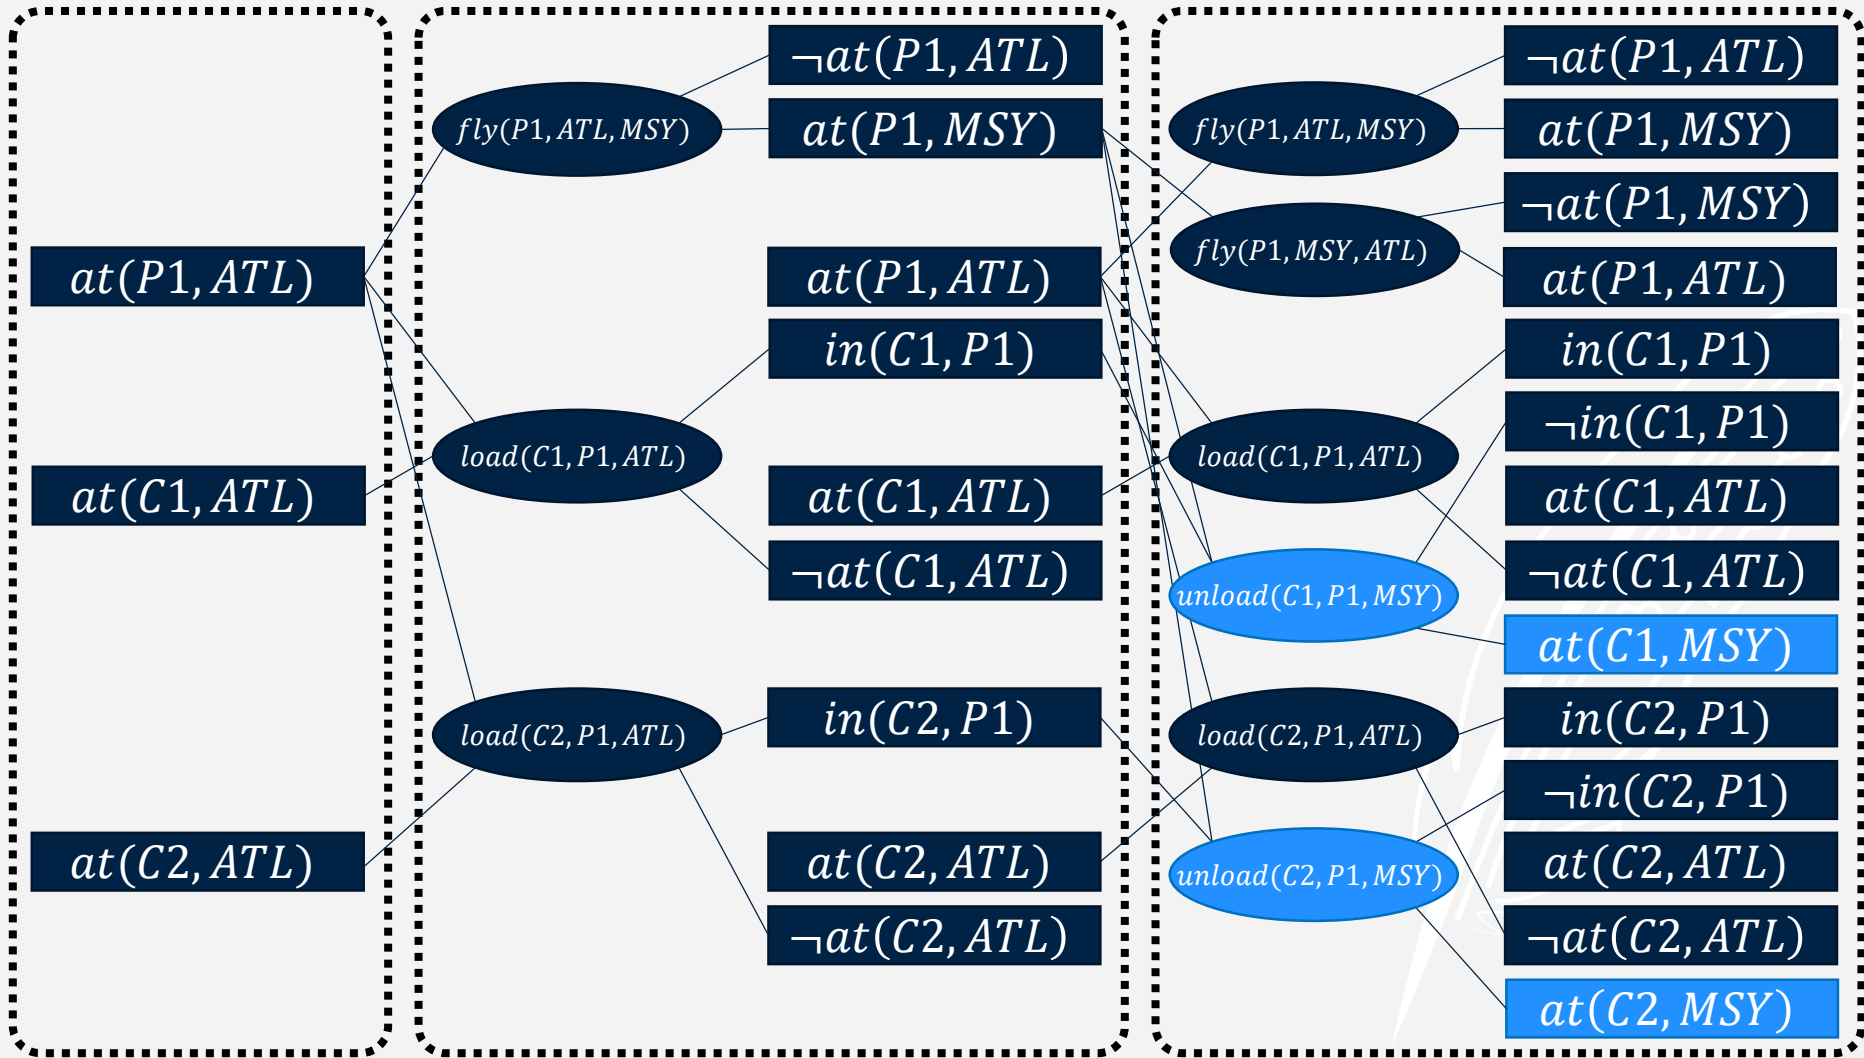 at(P1, ATL)
at(C1, ATL)
at(C2, ATL)
fly(P1, ATL, MSY)
load(C1, P1, ATL)
load(C2, P1, ATL)
¬at(P1, ATL)
at(P1, MSY)
at(P1, ATL)
in(C1, P1)
at(C1, ATL)
¬at(C1, ATL)
in(C2, P1)
at(C2, ATL)
¬at(C2, ATL)
fly(P1, ATL, MSY)
fly(P1, MSY, ATL)
load(C1, P1, ATL)
unload(C1, P1, MSY)
load(C2, P1, ATL)
unload(C2, P1, MSY)
¬at(P1, ATL)
at(P1, MSY)
¬at(P1, MSY)
at(P1, ATL)
in(C1, P1)
¬in(C1, P1)
at(C1, ATL)
¬at(C1, ATL)
at(C1, MSY)
in(C2, P1)
¬in(C2, P1)
at(C2, ATL)
¬at(C2, ATL)
at(C2, MSY)